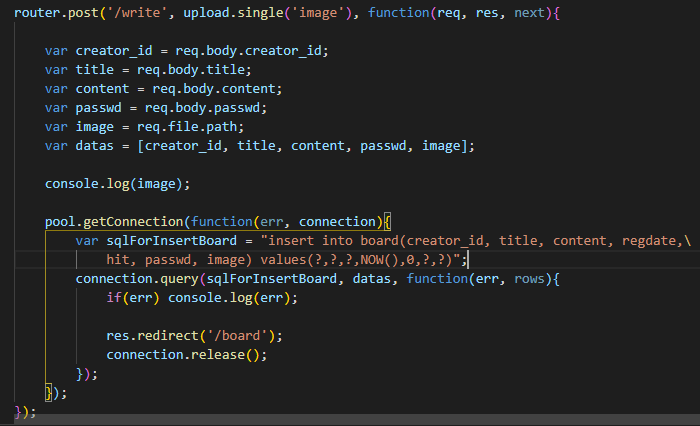 router.post('/write', upload.single('image'), function(req, res, next){
var creator_id = req.body.creator_id;
var title = req.body.title;
var content = req.body.content;
var passwd = req.body.passwd;
var image = req.file.path;
var datas = [creator_id, title, content, passwd, image];
console.log(image);
pool.getConnection(function(err, connection){
var sqlForInsertBoard = "insert into board(creator_id, title, content, regdate,\
hit, passwd, image) values(?,?,?,NOW(),0,?,?)";
connection.query(sqlForInsertBoard, datas, function(err, rows){
if(err) console.log(err);
res.redirect('/board');
connection.release();
});
});
});